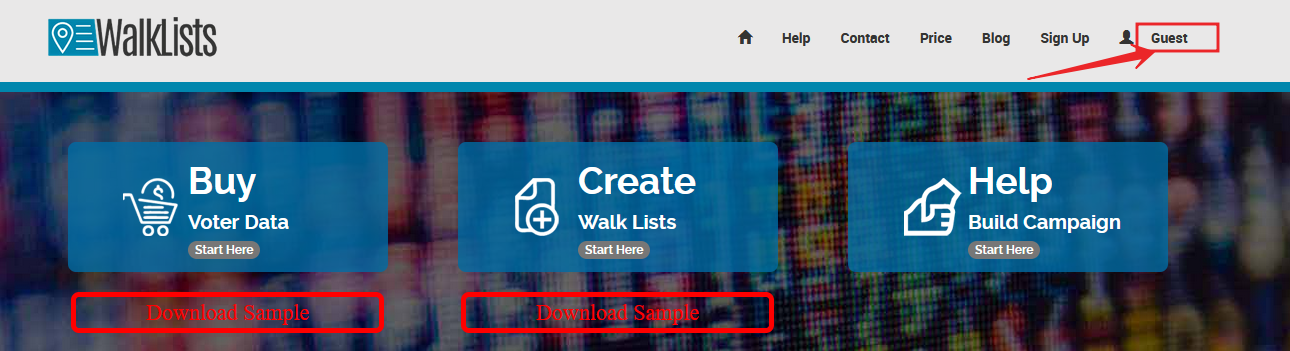 WalkLists
Help Contact Price Blog Sign Up Guest
Buy
Voter Data
Start Here
Create
Walk Lists
Start Here
Help
Build Campaign
Start Here
Download Sample
Download Sample